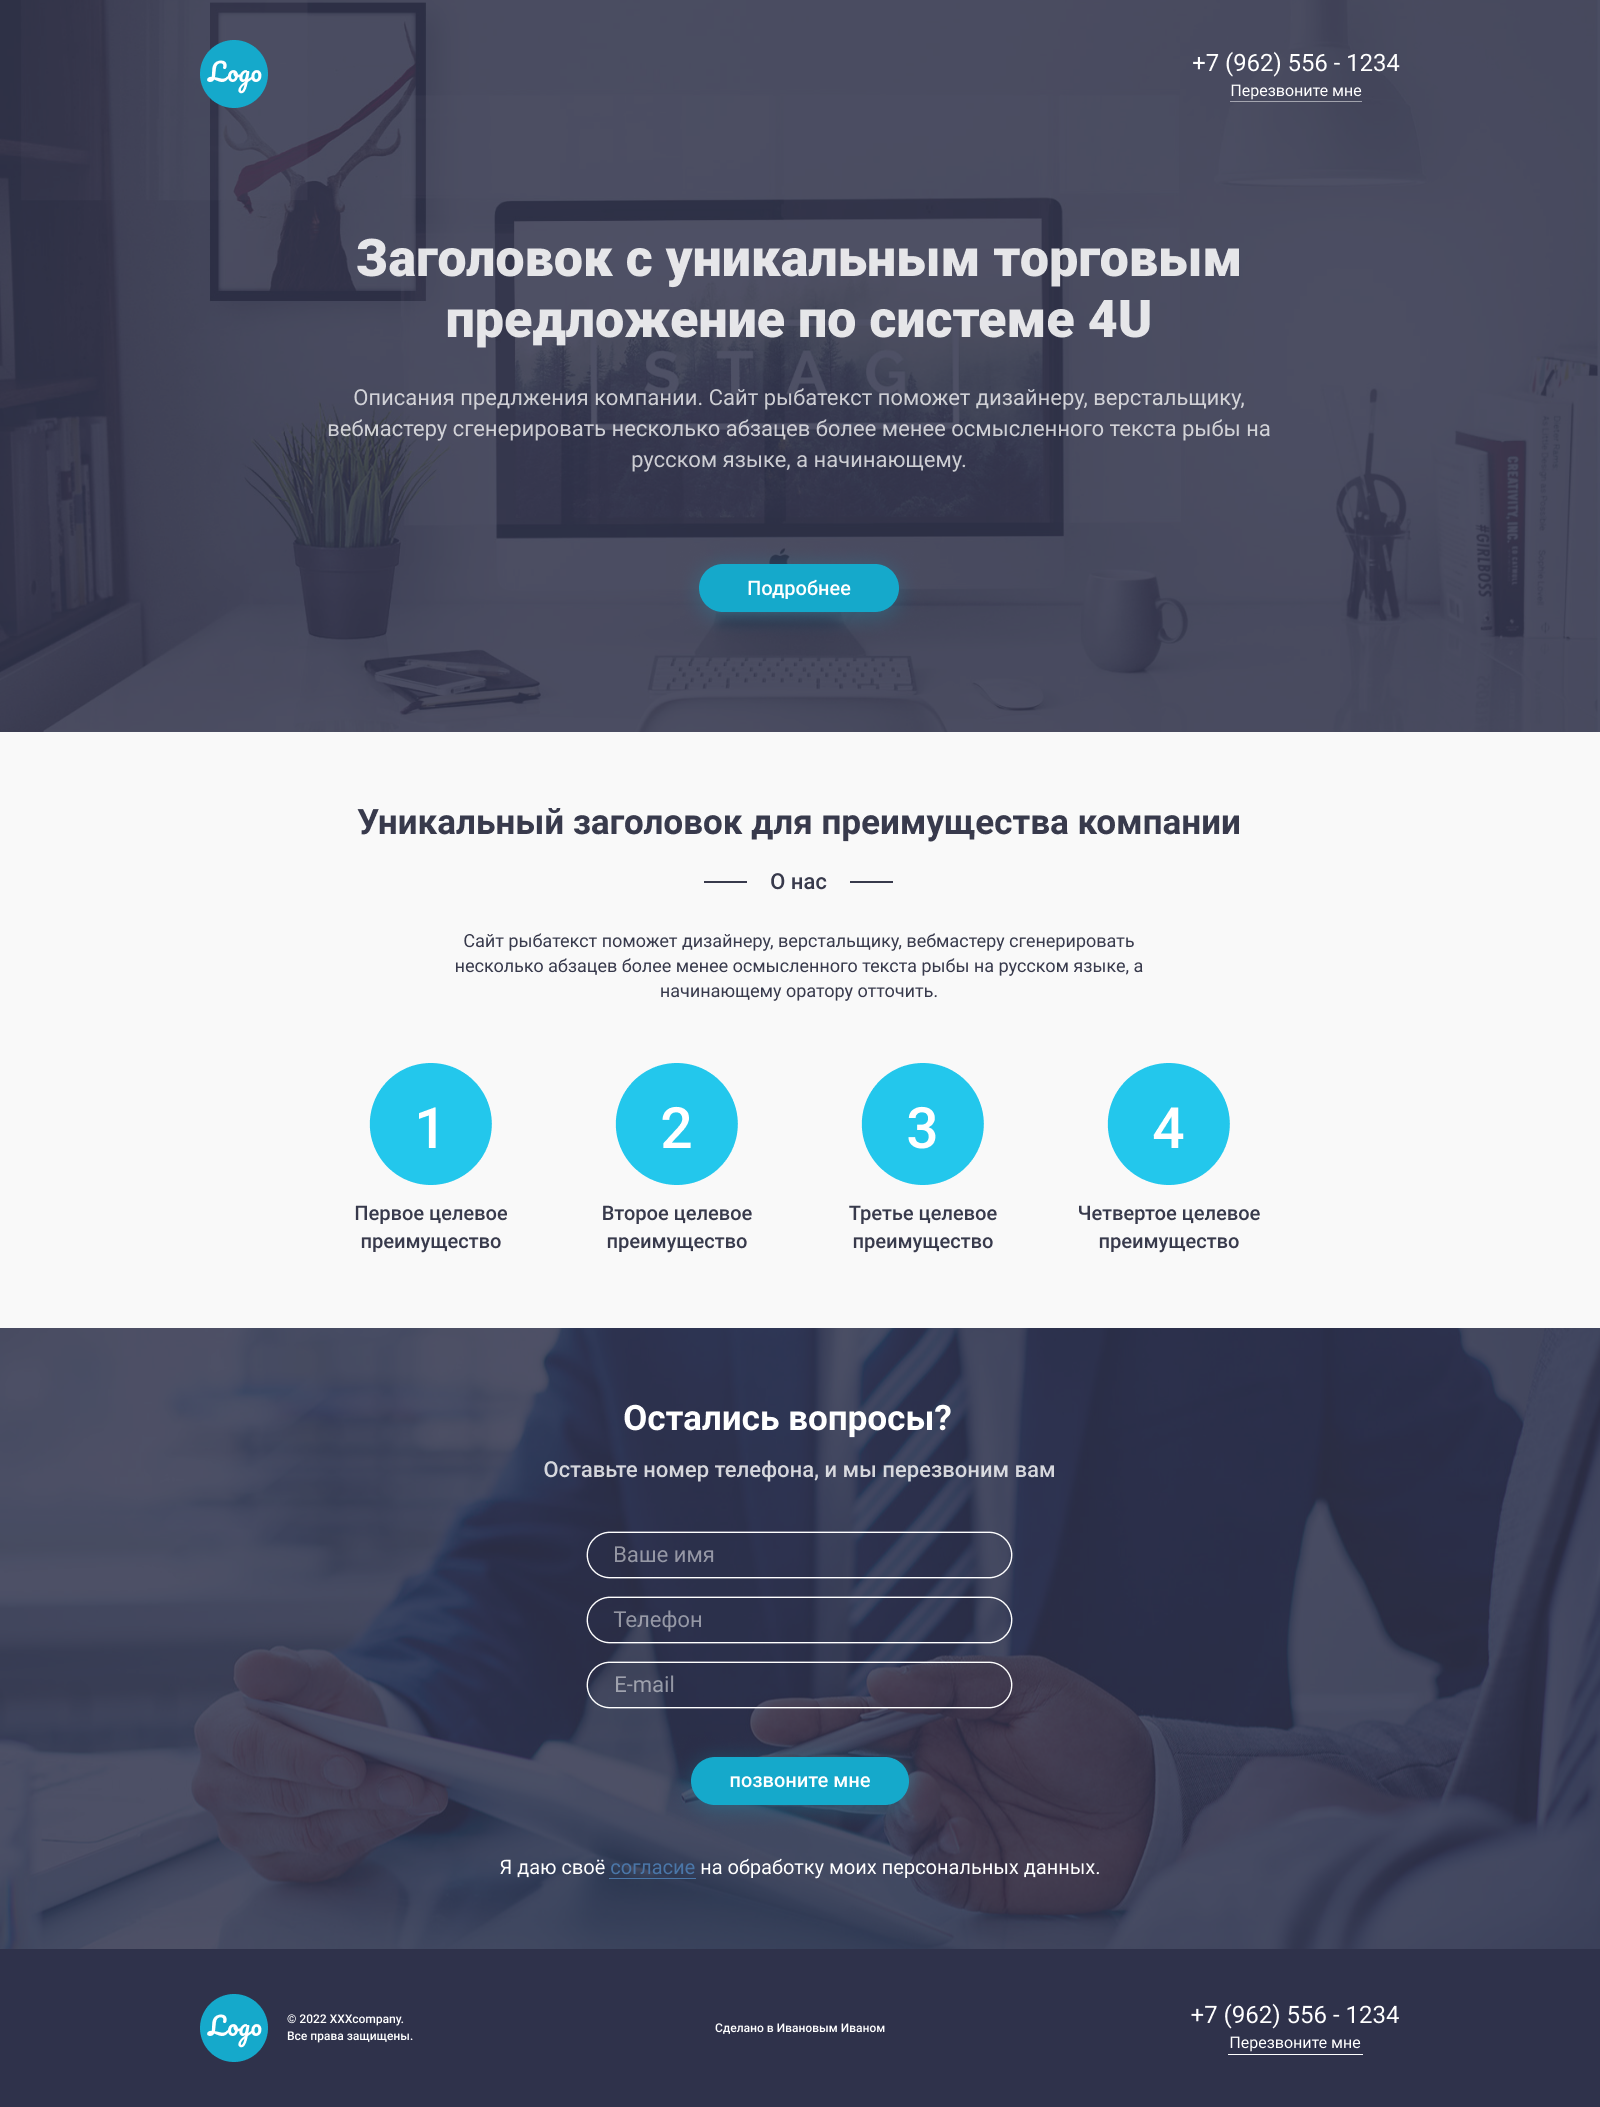 Logo
+7 (962) 556 - 1234
Перезвоните мне
Заголовок с уникальным торговым
предложение по системе 4U
STAG
Описания предлжения компании. Сайт рыбатекст поможет дизайнеру, верстальщику,
вебмастеру сгенерировать несколько абзацев более менее осмысленного текста рыбы на
русском языке, а начинающему.
CREATIVITY, INC.
#GIRLBOSS
Подробнее
Уникальный заголовок для преимущества компании
О нас
Сайт рыбатекст поможет дизайнеру, верстальщику, вебмастеру сгенерировать
несколько абзацев более менее осмысленного текста рыбы на русском языке, а
начинающему оратору отточить.
1
2
3
4
Первое целевое
преимущество
Второе целевое
преимущество
Третье целевое
преимущество
Четвертое целевое
преимущество
Остались вопросы?
Оставьте номер телефона, и мы перезвоним вам
Ваше имя
Телефон
E-mail
позвоните мне
Я даю своё согласие на обработку моих персональных данных.
Logo
© 2022 XXXcompany.
Все права защищены.
Сделано в Ивановым Иваном
+7 (962) 556 - 1234
Перезвоните мне